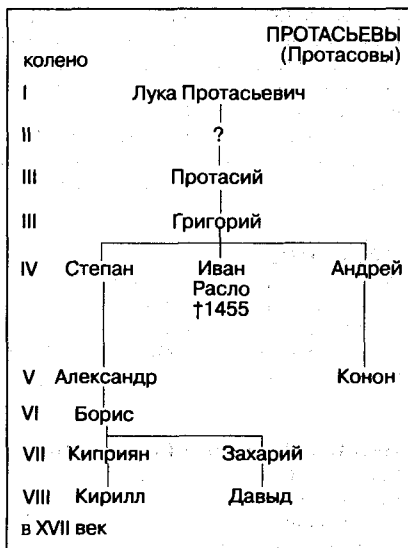 ПРОТАСЬЕВЫ
(Протасовы)
колено
I Лука Протасьевич
II ?
III Протасий
III Григорий
IV Степан Иван Андрей
Расло
†1455
V Александр Конон
VI Борис
VII Киприян Захарий
VIII Кирилл Давыд
в XVII век